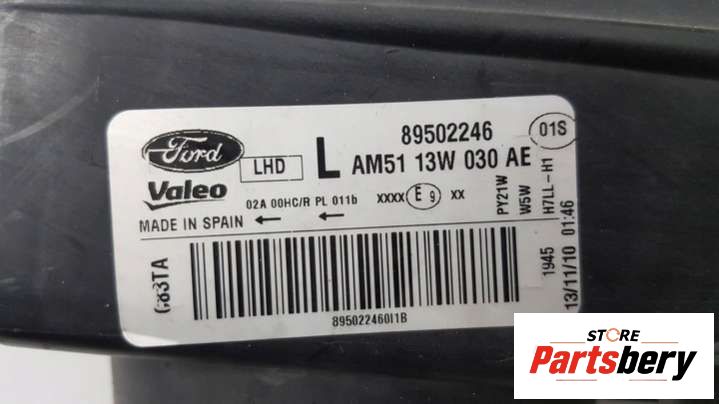 Ford
Valeo
LHD
L
89502246
AM51 13W 030 AE
01S
02A 00HC/R PL 011b
XXXX E9 XX
MADE IN SPAIN ← ←
PY21W
W5W
H7LL-H1
1945
13/11/10 01:46
89502246011B
STORE
Partsbery